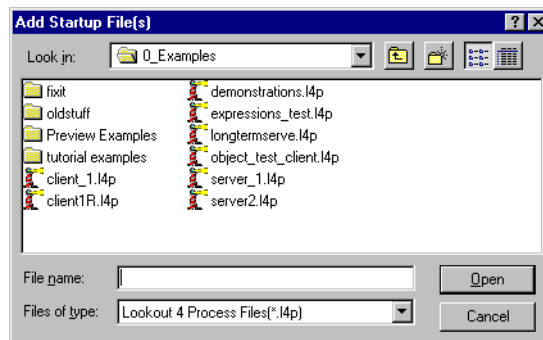 Add Startup File(s)
Look in: 0_Examples
fixit
oldstuff
Preview Examples
tutorial examples
client_1.l4p
client1R.l4p
demonstrations.l4p
expressions_test.l4p
longtermserve.l4p
object_test_client.l4p
server_1.l4p
server2.l4p
File name: Open
Files of type: Lookout 4 Process Files(*.l4p) Cancel